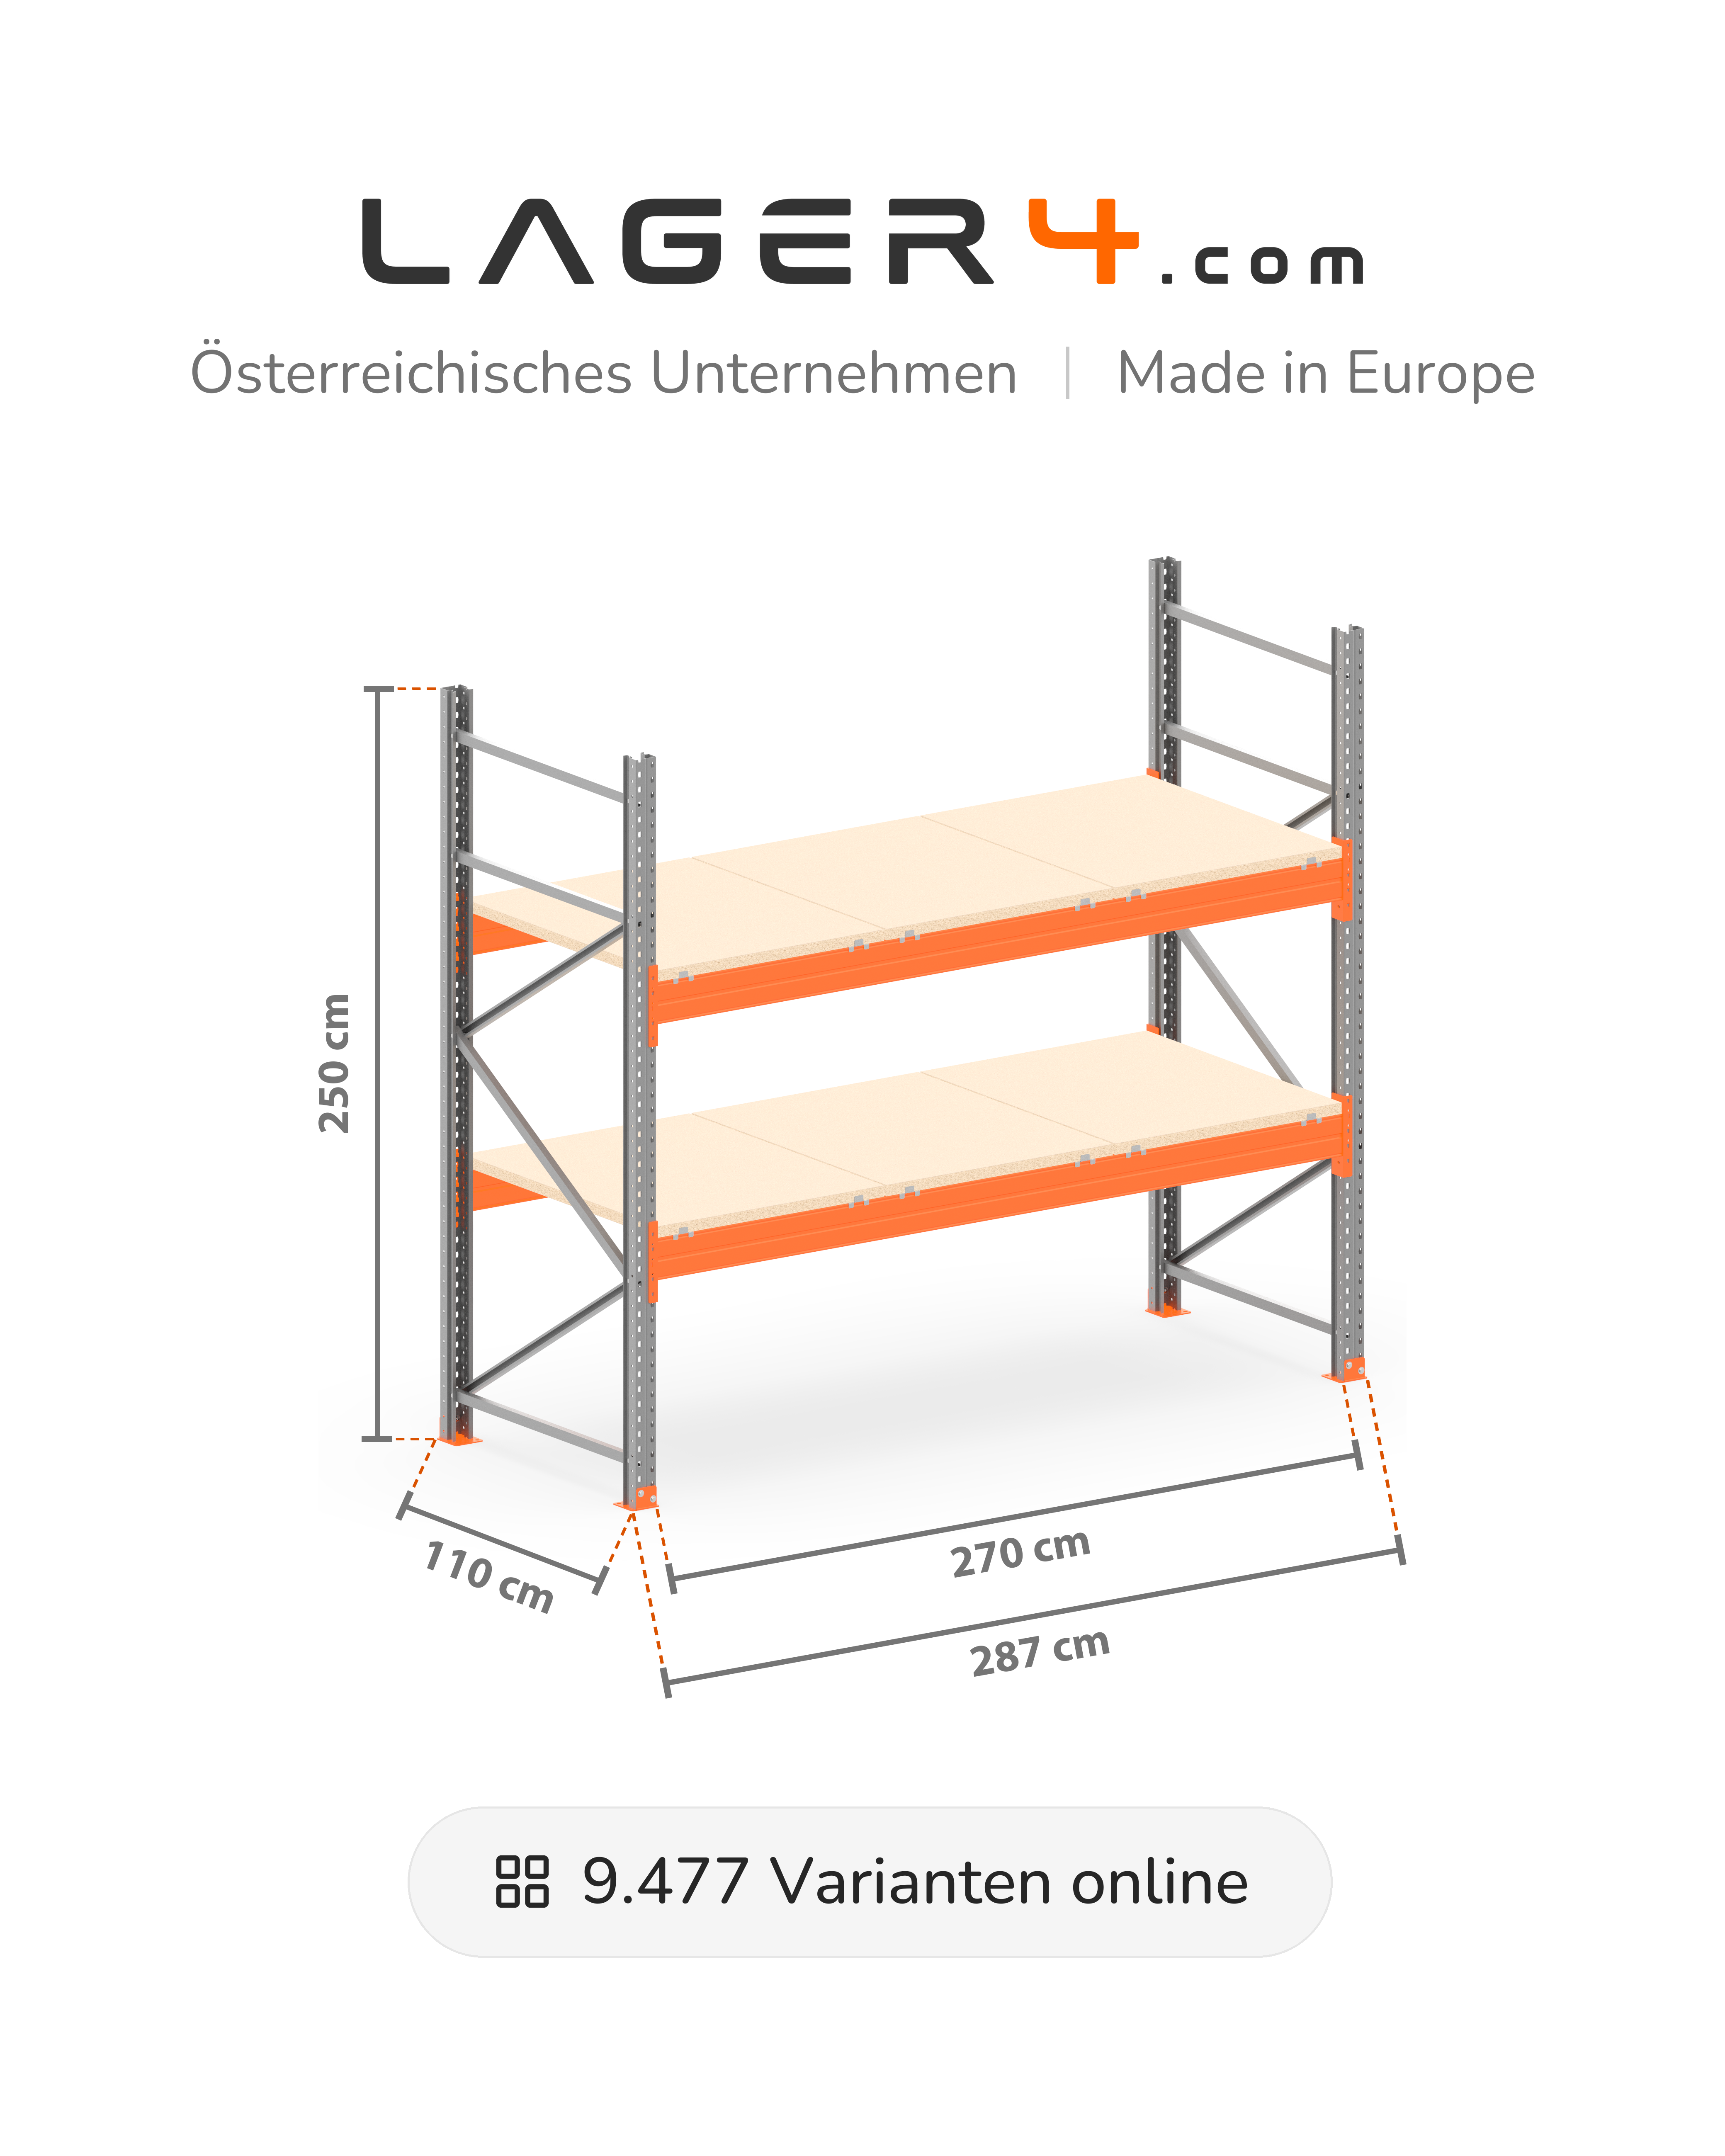 LAGER4.com
Österreichisches Unternehmen | Made in Europe
250 cm
110 cm
270 cm
287 cm
9.477 Varianten online